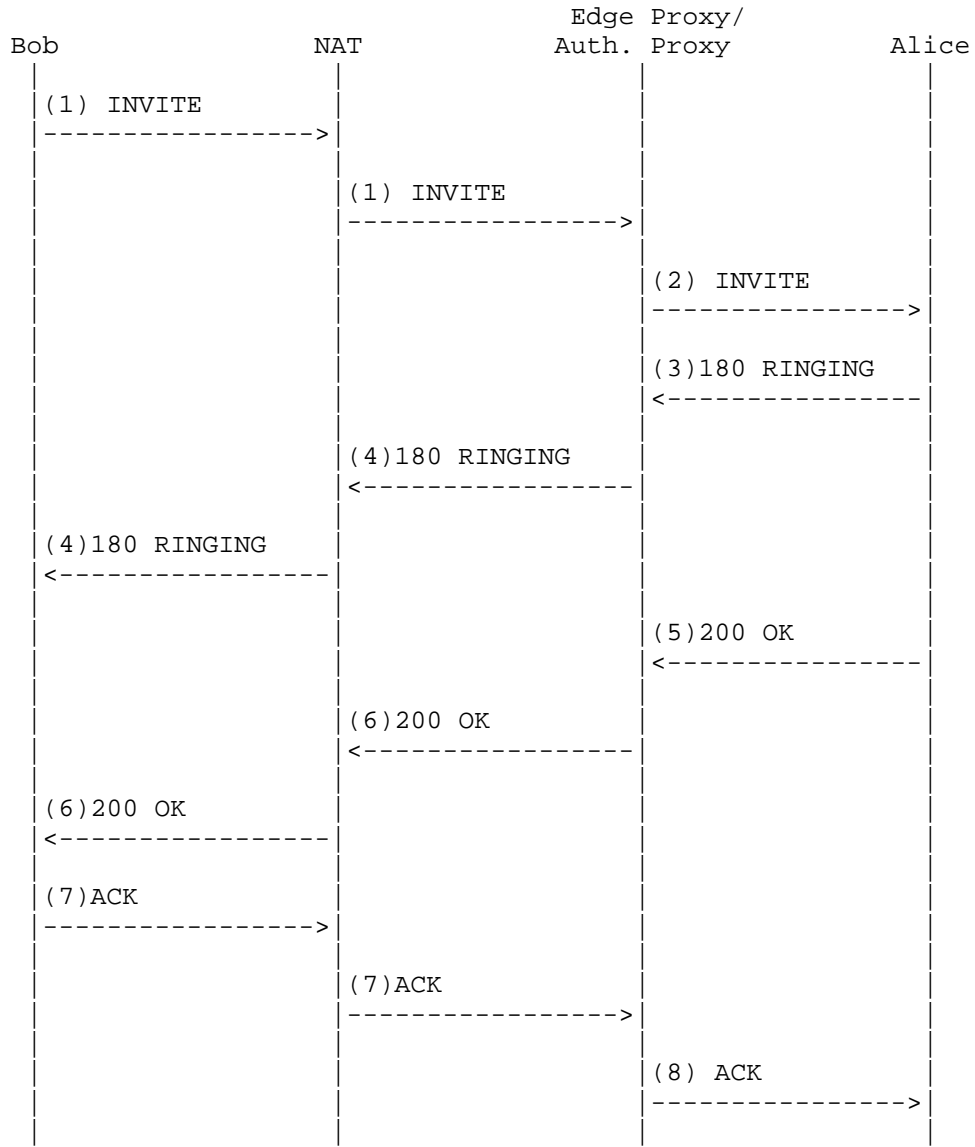 Edge Proxy/
Bob NAT Auth. Proxy Alice
(1) INVITE
(1) INVITE
(2) INVITE
(3)180 RINGING
(4)180 RINGING
(4)180 RINGING
(5)200 OK
(6)200 OK
(6)200 OK
(7)ACK
(7)ACK
(8) ACK